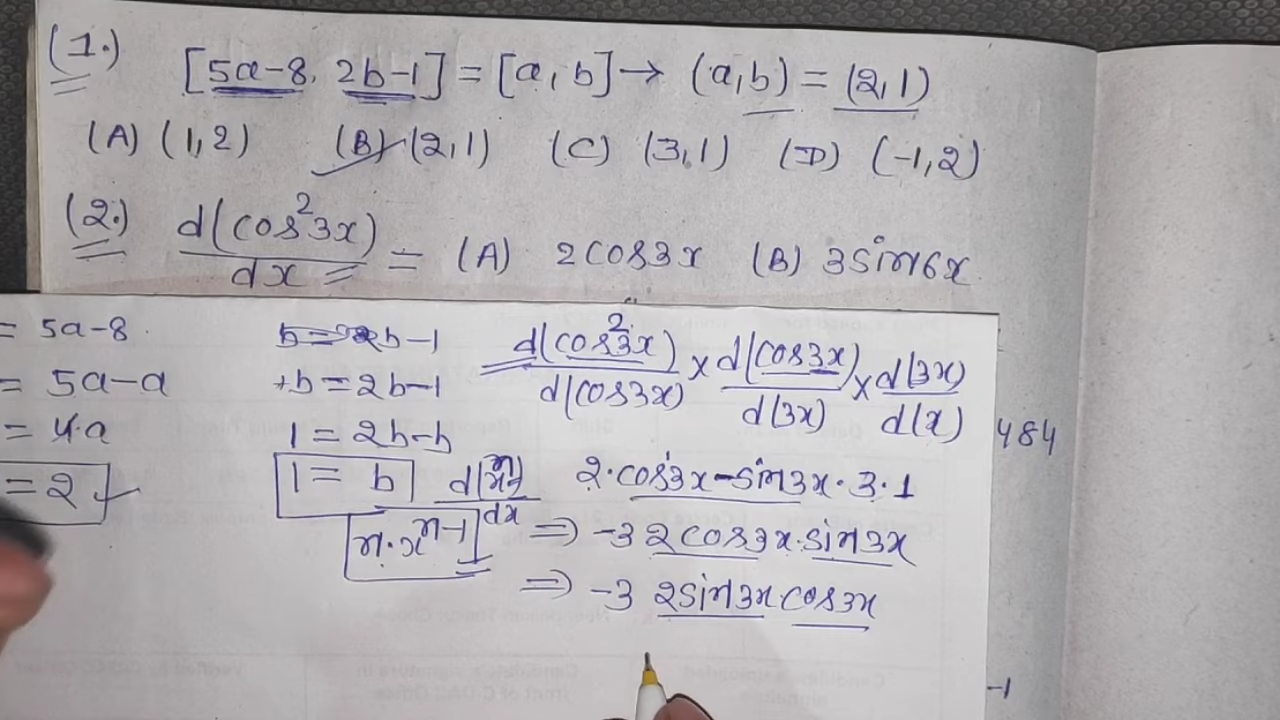 (1.) [5a-8, 2b-1] = [a, b] → (a,b) = (2,1)
(A) (1,2) (B) (2,1) (C) (3,1) (D) (-1,2)
(2.) d(cos²3x)/dx = (A) 2cos3x (B) 3sin6x
= 5a-8
= 5a-a
= 4a
= 2
b = 2b-1
+b = 2b-1
1 = 2b-b
1 = b
d(xⁿ)/dx
n·xⁿ⁻¹
d(cos²3x)/d(cos3x) × d(cos3x)/d(3x) × d(3x)/d(x)
2·cos3x-sin3x·3·1
⇒ -3 2cos3x·sin3x
⇒ -3 2sin3x cos3x
484
-1